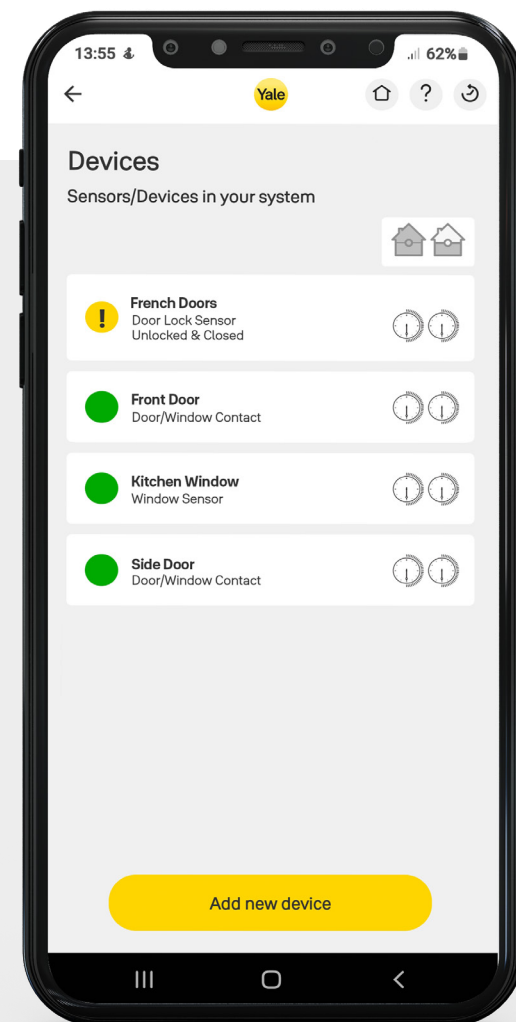 13:55
62%
Yale
?
Devices
Sensors/Devices in your system
!
French Doors
Door Lock Sensor
Unlocked & Closed
Front Door
Door/Window Contact
Kitchen Window
Window Sensor
Side Door
Door/Window Contact
Add new device